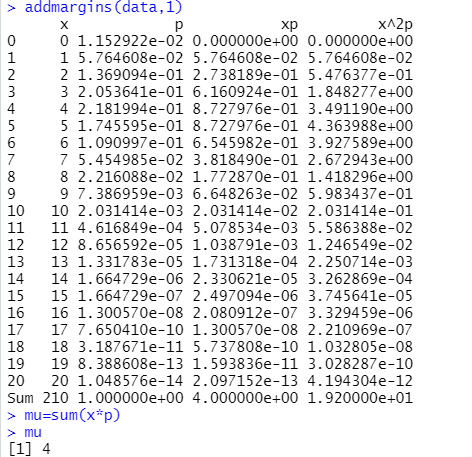 > addmargins(data,1)
x p xp x^2p
0 0 1.152922e-02 0.000000e+00 0.000000e+00
1 1 5.764608e-02 5.764608e-02 5.764608e-02
2 2 1.369094e-01 2.738189e-01 5.476377e-01
3 3 2.053641e-01 6.160924e-01 1.848277e+00
4 4 2.181994e-01 8.727976e-01 3.491190e+00
5 5 1.745595e-01 8.727976e-01 4.363988e+00
6 6 1.090997e-01 6.545982e-01 3.927589e+00
7 7 5.454985e-02 3.818490e-01 2.672943e+00
8 8 2.216088e-02 1.772870e-01 1.418296e+00
9 9 7.386959e-03 6.648263e-02 5.983437e-01
10 10 2.031414e-03 2.031414e-02 2.031414e-01
11 11 4.616849e-04 5.078534e-03 5.586388e-02
12 12 8.656592e-05 1.038791e-03 1.246549e-02
13 13 1.331783e-05 1.731318e-04 2.250714e-03
14 14 1.664729e-06 2.330621e-05 3.262869e-04
15 15 1.664729e-07 2.497094e-06 3.745641e-05
16 16 1.300570e-08 2.080912e-07 3.329459e-06
17 17 7.650410e-10 1.300570e-08 2.210969e-07
18 18 3.187671e-11 5.737808e-10 1.032805e-08
19 19 8.388608e-13 1.593836e-11 3.028287e-10
20 20 1.048576e-14 2.097152e-13 4.194304e-12
Sum 210 1.000000e+00 4.000000e+00 1.920000e+01
> mu=sum(x*p)
> mu
[1] 4